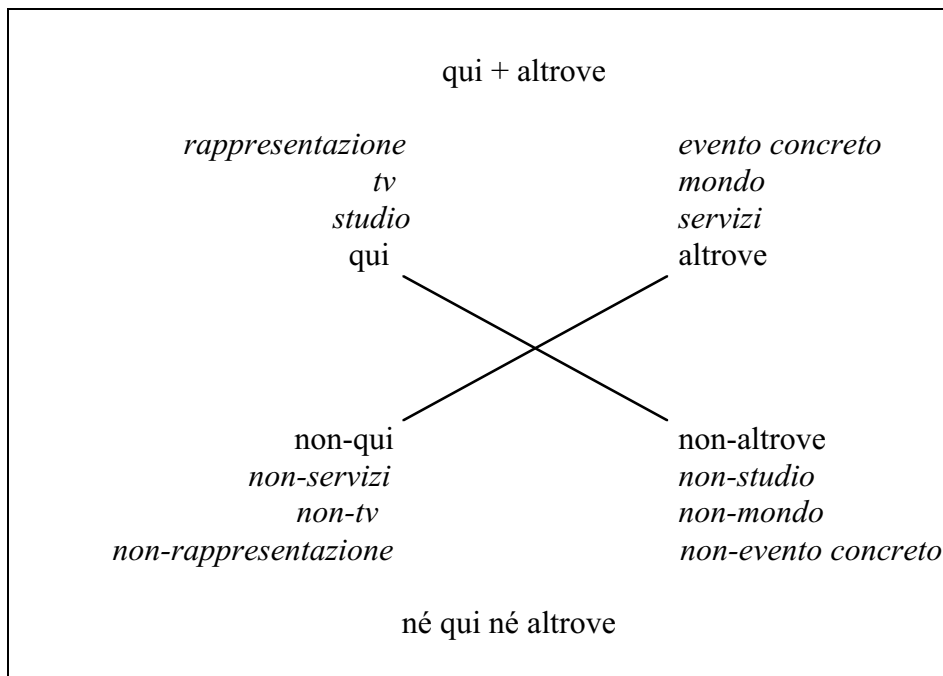 qui + altrove
rappresentazione evento concreto
tv mondo
studio servizi
qui altrove
non-qui non-altrove
non-servizi non-studio
non-tv non-mondo
non-rappresentazione non-evento concreto
né qui né altrove